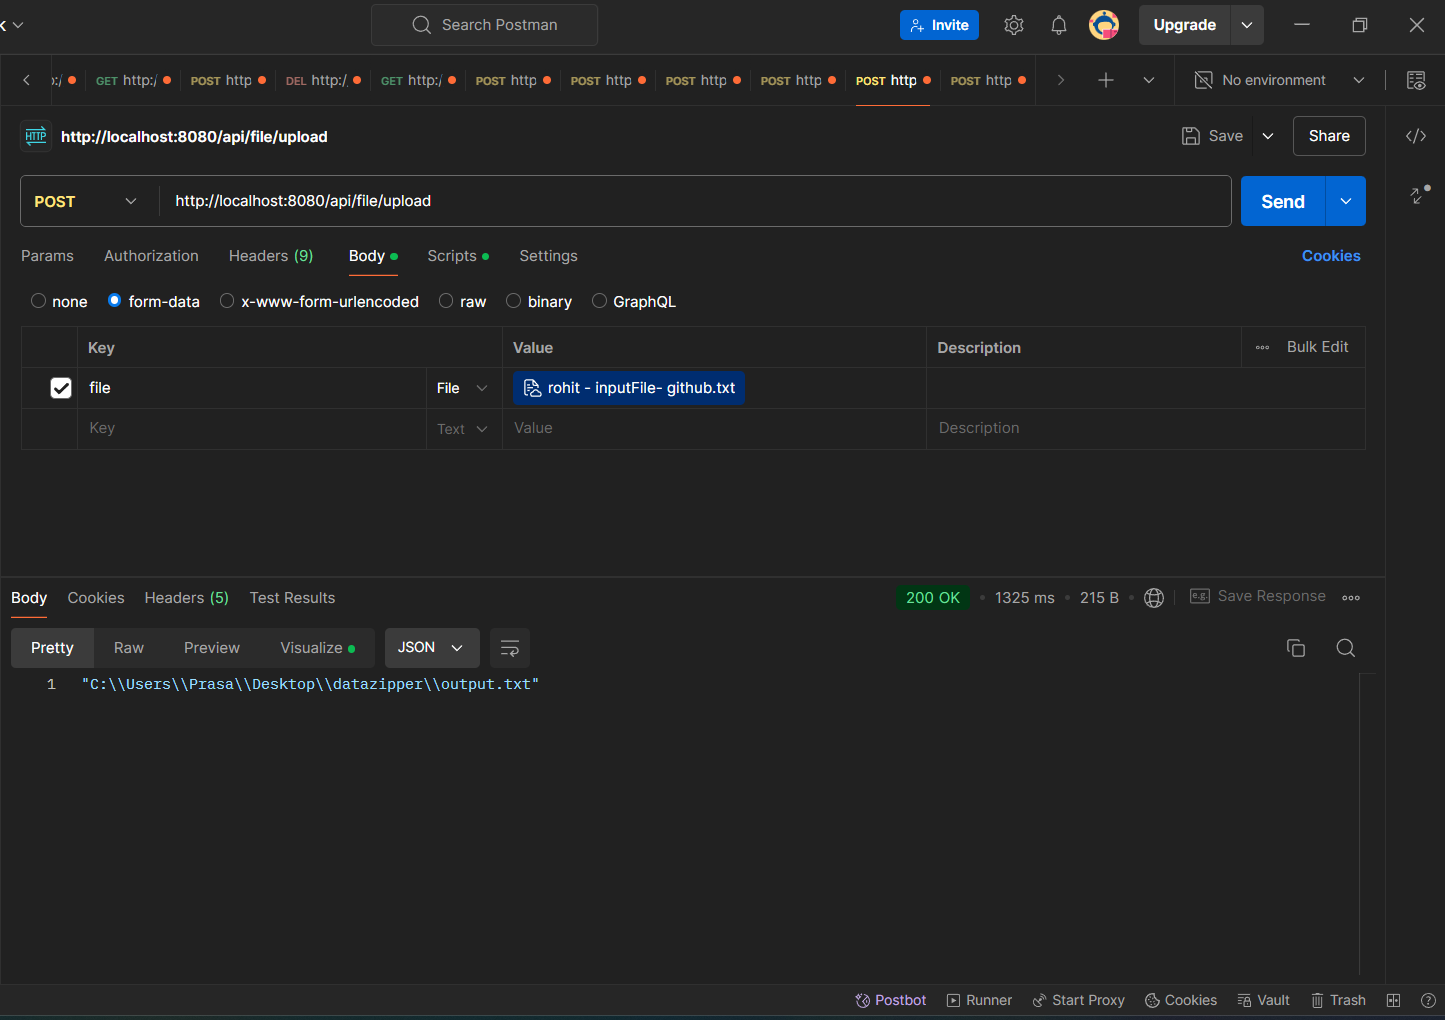 Search Postman
Invite
Upgrade
GET http:/
POST http
DEL http:/
GET http:/
POST http
POST http
POST http
POST http
POST http
POST http
No environment
HTTP
http://localhost:8080/api/file/upload
Save
Share
POST
http://localhost:8080/api/file/upload
Send
Params
Authorization
Headers (9)
Body
Scripts
Settings
Cookies
none
form-data
x-www-form-urlencoded
raw
binary
GraphQL
Key
Value
Description
Bulk Edit
file
File
rohit - inputFile- github.txt
Key
Text
Value
Description
Body
Cookies
Headers (5)
Test Results
200 OK
1325 ms
215 B
e.g.
Save Response
Pretty
Raw
Preview
Visualize
JSON
1 "C:\\Users\\Prasa\\Desktop\\datazipper\\output.txt"
Postbot
Runner
Start Proxy
Cookies
Vault
Trash